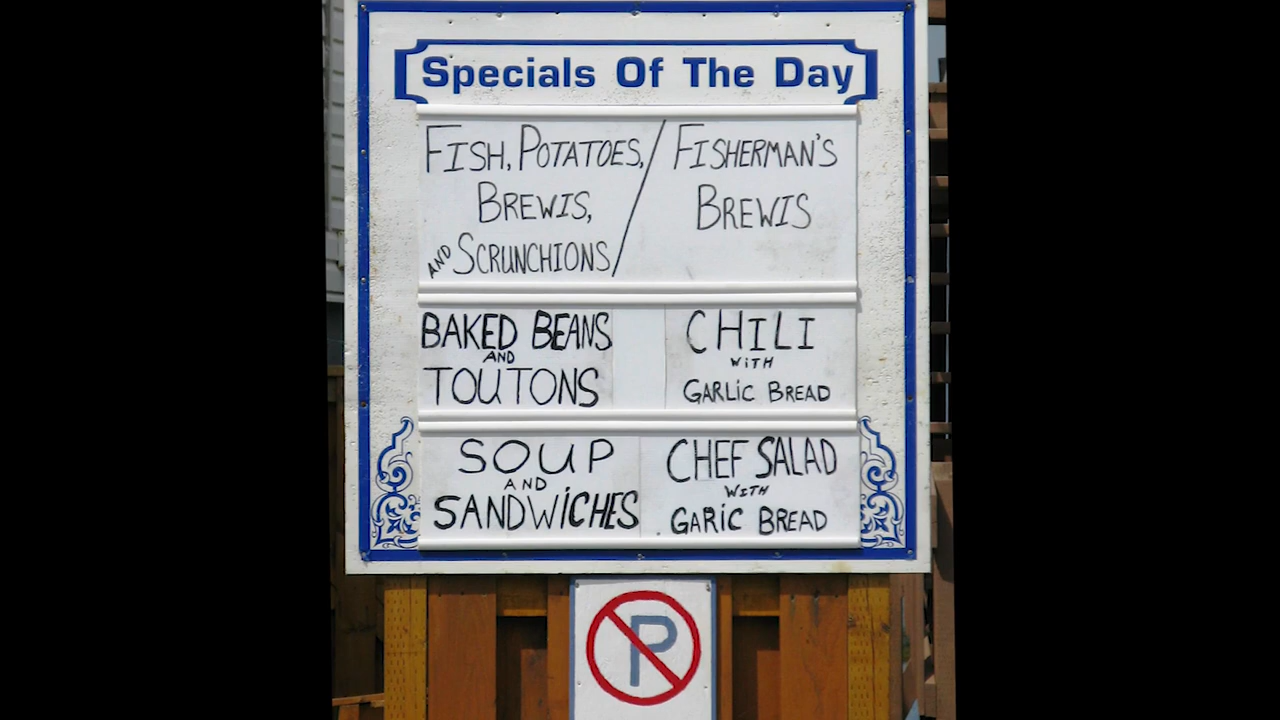 Specials Of The Day
FISH, POTATOES, / FISHERMAN'S
BREWIS, BREWIS
AND SCRUNCHIONS
BAKED BEANS
AND
TOUTONS
CHILI
WiTH
GARLiC BREAD
SOUP
AND
SANDWiCHES
CHEF SALAD
WITH
GARiC BREAD
P